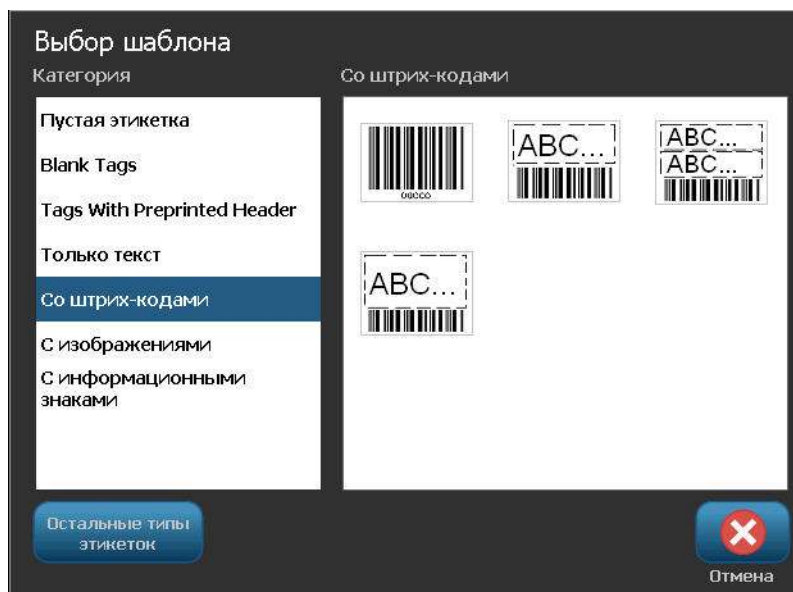 Выбор шаблона
Категория
Со штрих-кодами
Пустая этикетка
Blank Tags
Tags With Preprinted Header
Только текст
Со штрих-кодами
С изображениями
С информационными
знаками
ABC...
ABC...
ABC...
ABC...
Остальные типы
этикеток
Отмена